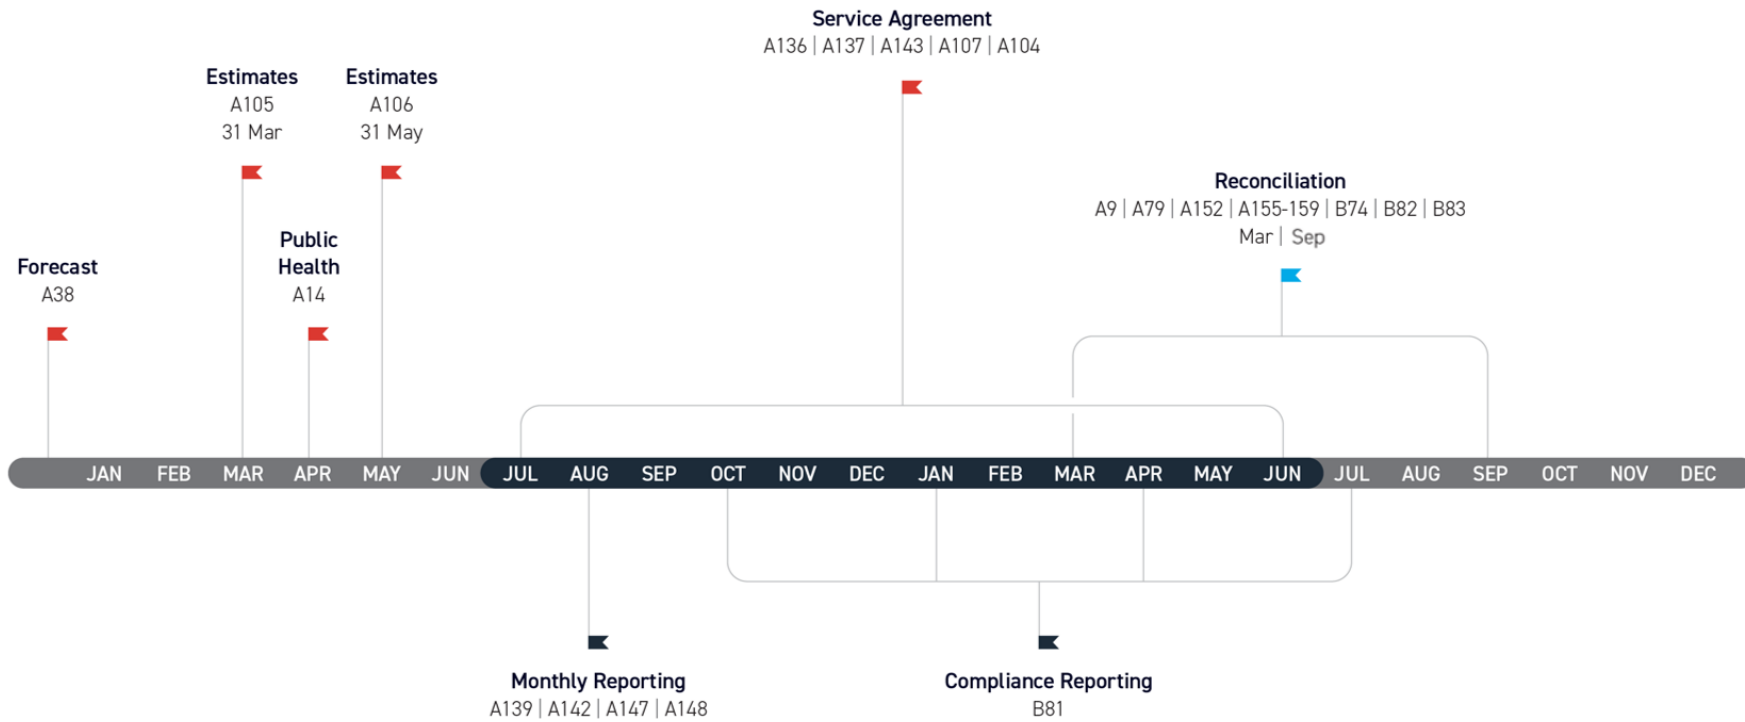 Service Agreement
A136 | A137 | A143 | A107 | A104
Estimates
A105
31 Mar
Estimates
A106
31 May
Reconciliation
A9 | A79 | A152 | A155-159 | B74 | B82 | B83
Mar | Sep
Public
Health
A14
Forecast
A38
JAN FEB MAR APR MAY JUN JUL AUG SEP OCT NOV DEC JAN FEB MAR APR MAY JUN JUL AUG SEP OCT NOV DEC
Monthly Reporting
A139 | A142 | A147 | A148
Compliance Reporting
B81